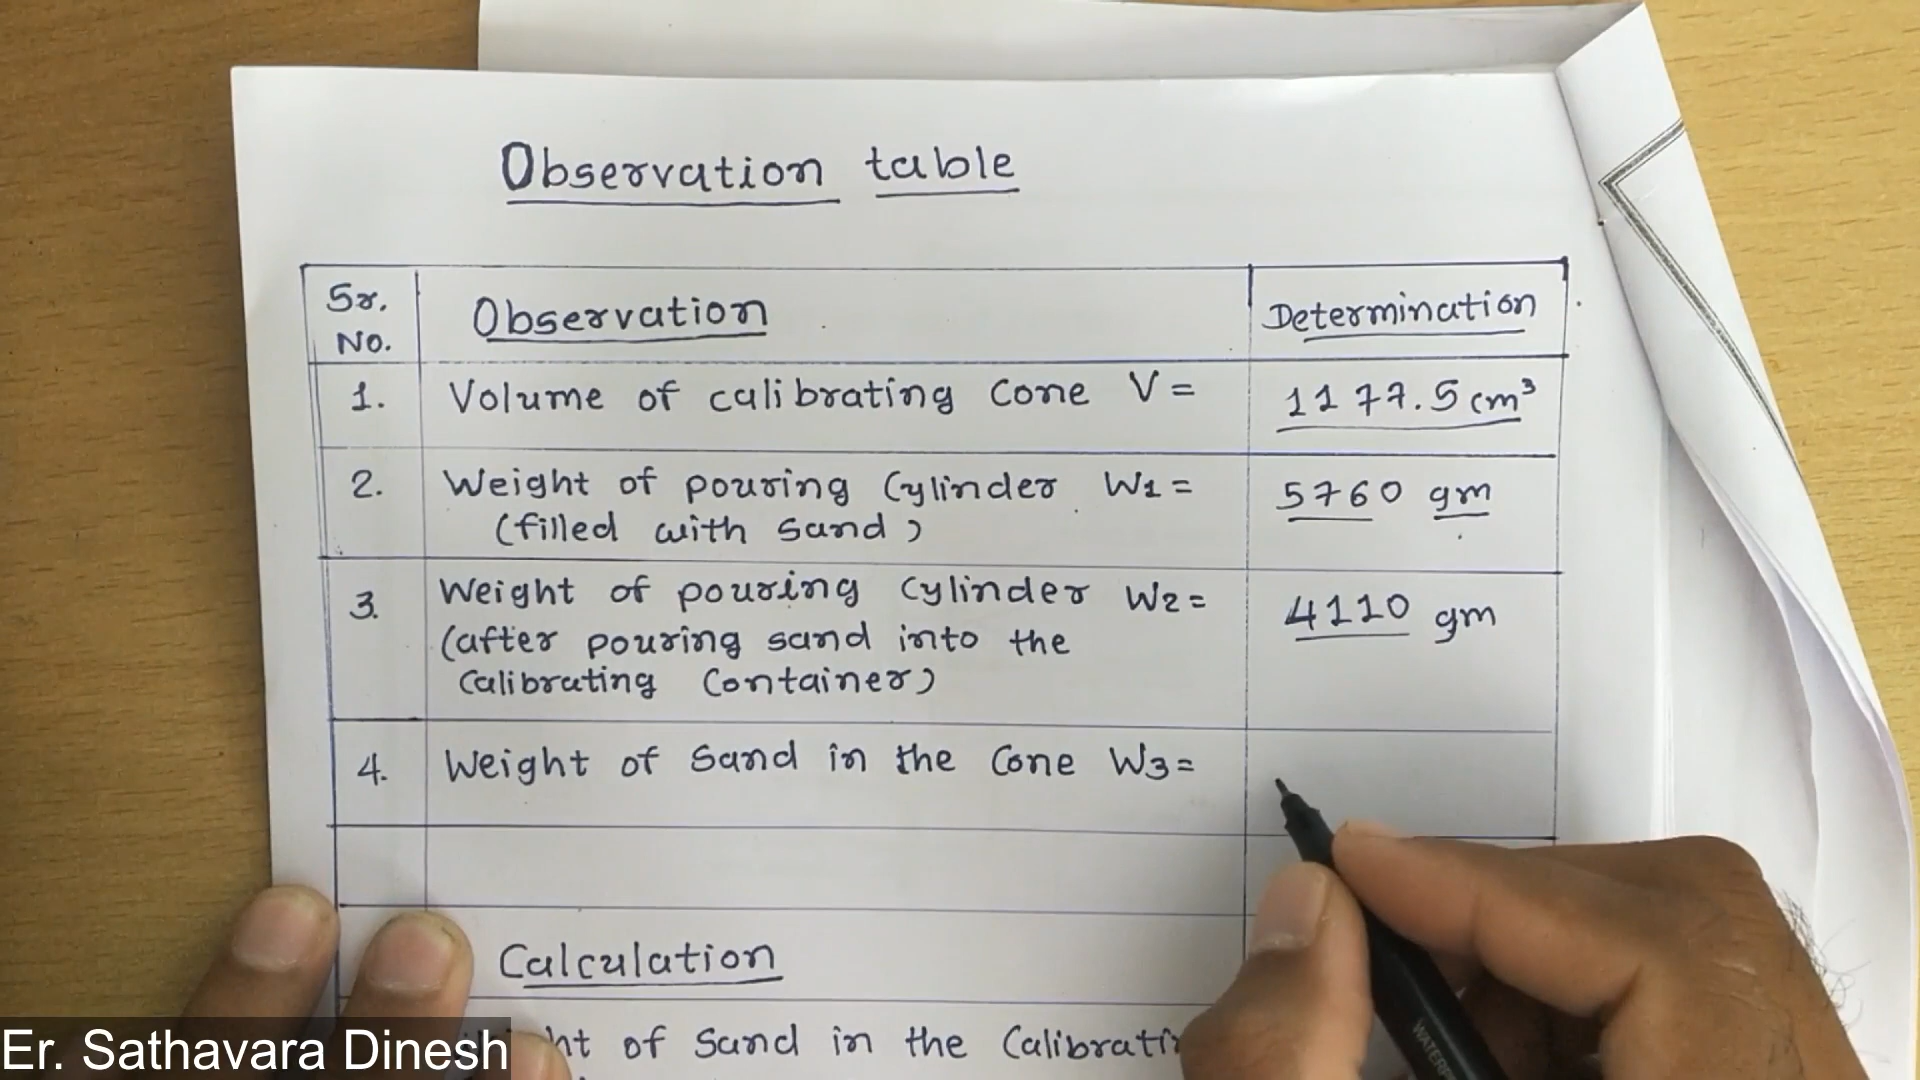 Observation table
Sr.
No.
Observation
Determination
1.
Volume of calibrating Cone V =
1177.5 cm³
2.
Weight of pouring Cylinder W1 =
(filled with sand)
5760 gm
3.
Weight of pouring Cylinder W2 =
(after pouring sand into the
Calibrating Container)
4110 gm
4.
Weight of Sand in the Cone W3 =
Calculation
of Sand in the
Er. Sathavara Dinesh